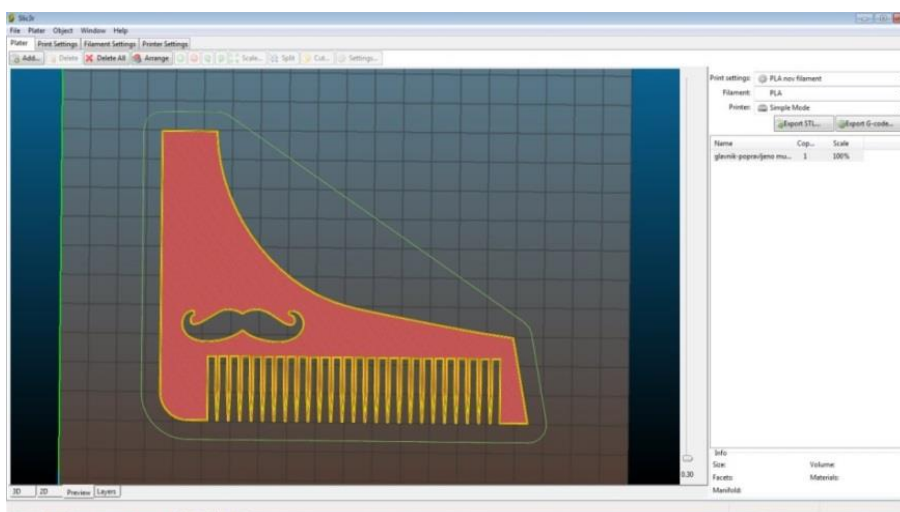 Slic3r
File Plater Object Window Help
Plater Print Settings Filament Settings Printer Settings
Add... Delete Delete All Arrange Scale... Split Cut... Settings...
Print settings: PLA nov filament
Filament: PLA
Printer: Simple Mode
Export STL... Export G-code...
Name Cop... Scale
glavnik-popravljeno mu... 1 100%
0.30
Info
Size: Volume:
Facets: Materials:
Manifold:
3D 2D Preview Layers